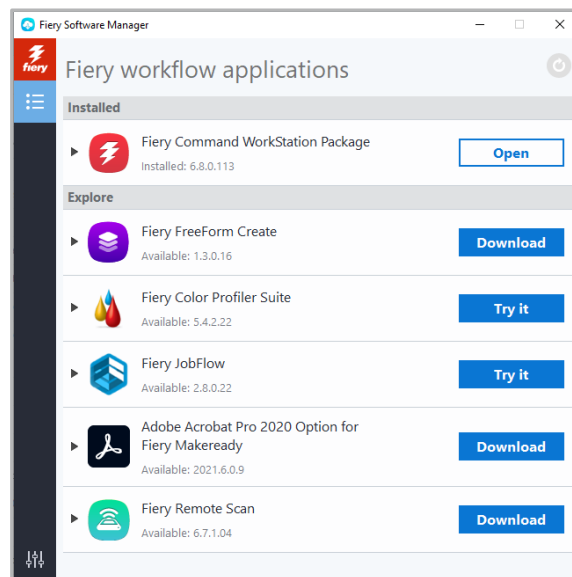 Fiery Software Manager
fiery
Fiery workflow applications
Installed
Fiery Command WorkStation Package
Installed: 6.8.0.113
Open
Explore
Fiery FreeForm Create
Available: 1.3.0.16
Download
Fiery Color Profiler Suite
Available: 5.4.2.22
Try it
Fiery JobFlow
Available: 2.8.0.22
Try it
Adobe Acrobat Pro 2020 Option for
Fiery Makeready
Available: 2021.6.0.9
Download
Fiery Remote Scan
Available: 6.7.1.04
Download